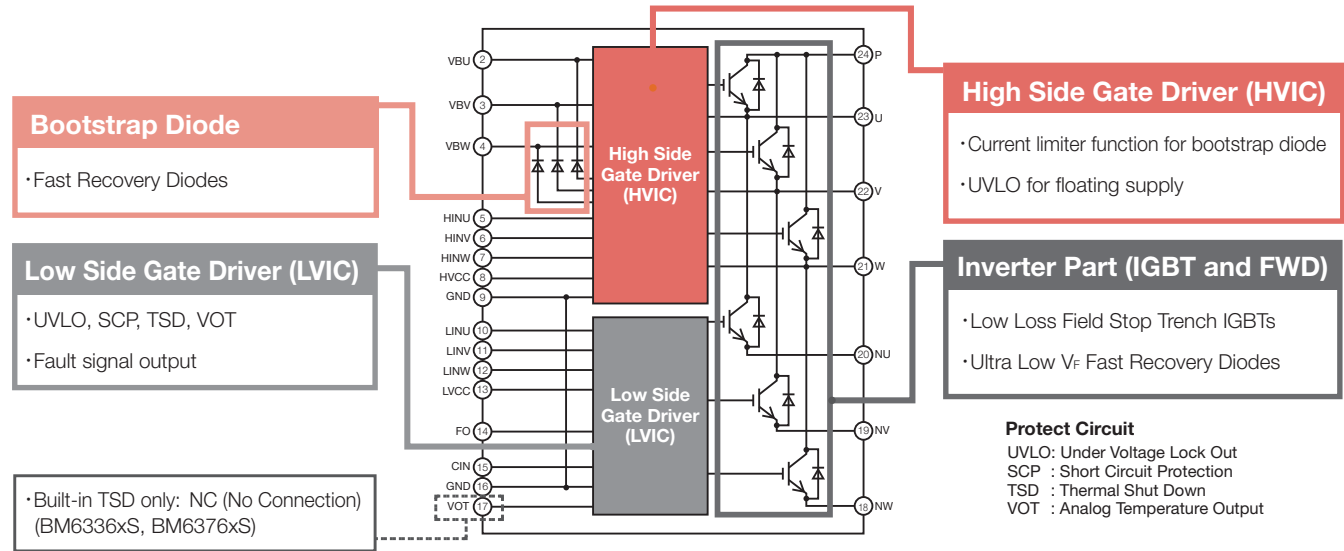 Bootstrap Diode
・Fast Recovery Diodes
Low Side Gate Driver (LVIC)
・UVLO, SCP, TSD, VOT
・Fault signal output
・Built-in TSD only: NC (No Connection)
(BM6336xS, BM6376xS)
VBU 2
VBV 3
VBW 4
HINU 5
HINV 6
HINW 7
HVCC 8
GND 9
LINU 10
LINV 11
LINW 12
LVCC 13
FO 14
CIN 15
GND 16
VOT 17
High Side
Gate Driver
(HVIC)
Low Side
Gate Driver
(LVIC)
24 P
23 U
22 V
21 W
20 NU
19 NV
18 NW
High Side Gate Driver (HVIC)
・Current limiter function for bootstrap diode
・UVLO for floating supply
Inverter Part (IGBT and FWD)
・Low Loss Field Stop Trench IGBTs
・Ultra Low VF Fast Recovery Diodes
Protect Circuit
UVLO: Under Voltage Lock Out
SCP : Short Circuit Protection
TSD : Thermal Shut Down
VOT : Analog Temperature Output